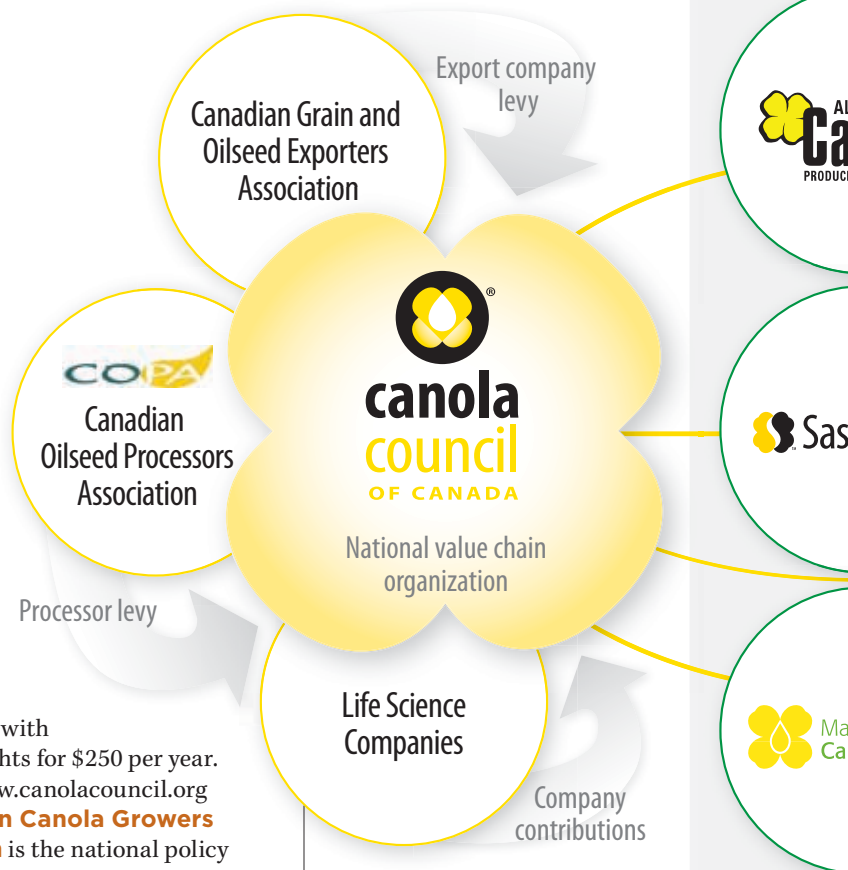 Export company
levy
Canadian Grain and
Oilseed Exporters
Association
PRODUC
®
canola
council
OF CANADA
National value chain
organization
COPA
Canadian
Oilseed Processors
Association
Sas
Processor levy
Life Science
Companies
Ma
Ca
Company
contributions
with
hts for $250 per year.
w.canolacouncil.org
n Canola Growers
is the national policy